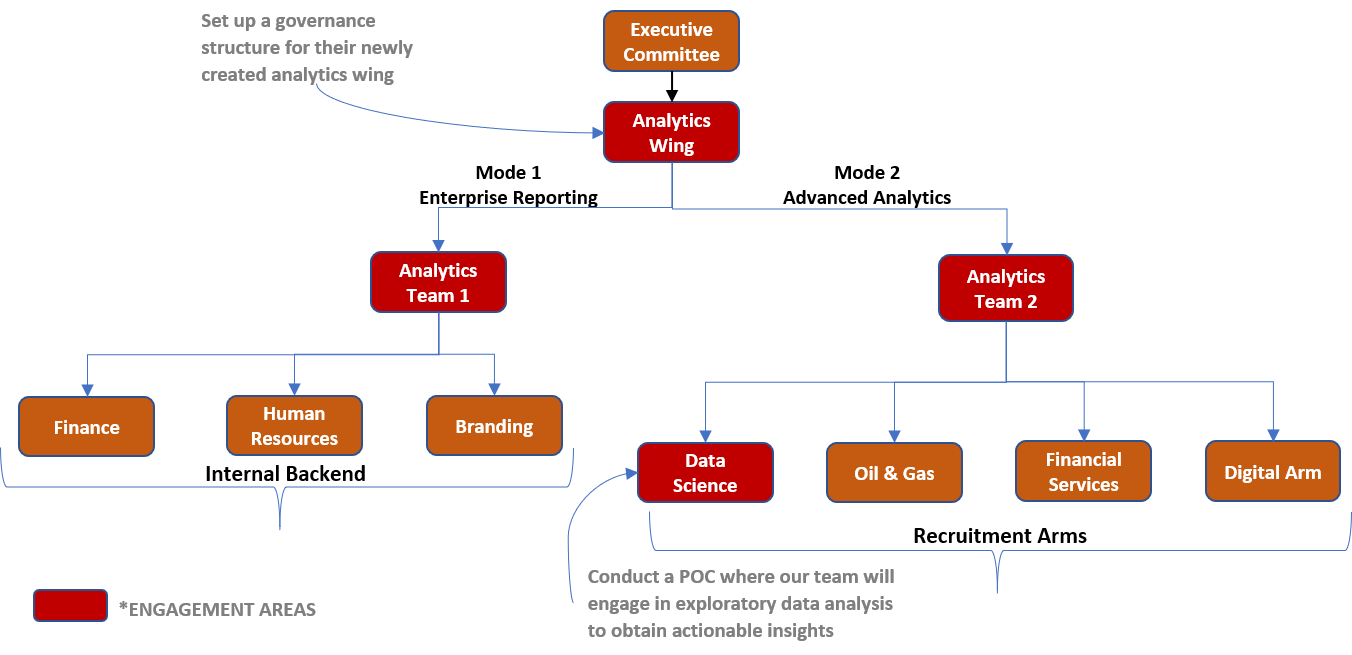 Set up a governance
structure for their newly
created analytics wing
Executive
Committee
Analytics
Wing
Mode 1
Enterprise Reporting
Mode 2
Advanced Analytics
Analytics
Team 1
Analytics
Team 2
Finance
Human
Resources
Branding
Internal Backend
Data
Science
Oil & Gas
Financial
Services
Digital Arm
Recruitment Arms
Conduct a POC where our team will
engage in exploratory data analysis
to obtain actionable insights
*ENGAGEMENT AREAS